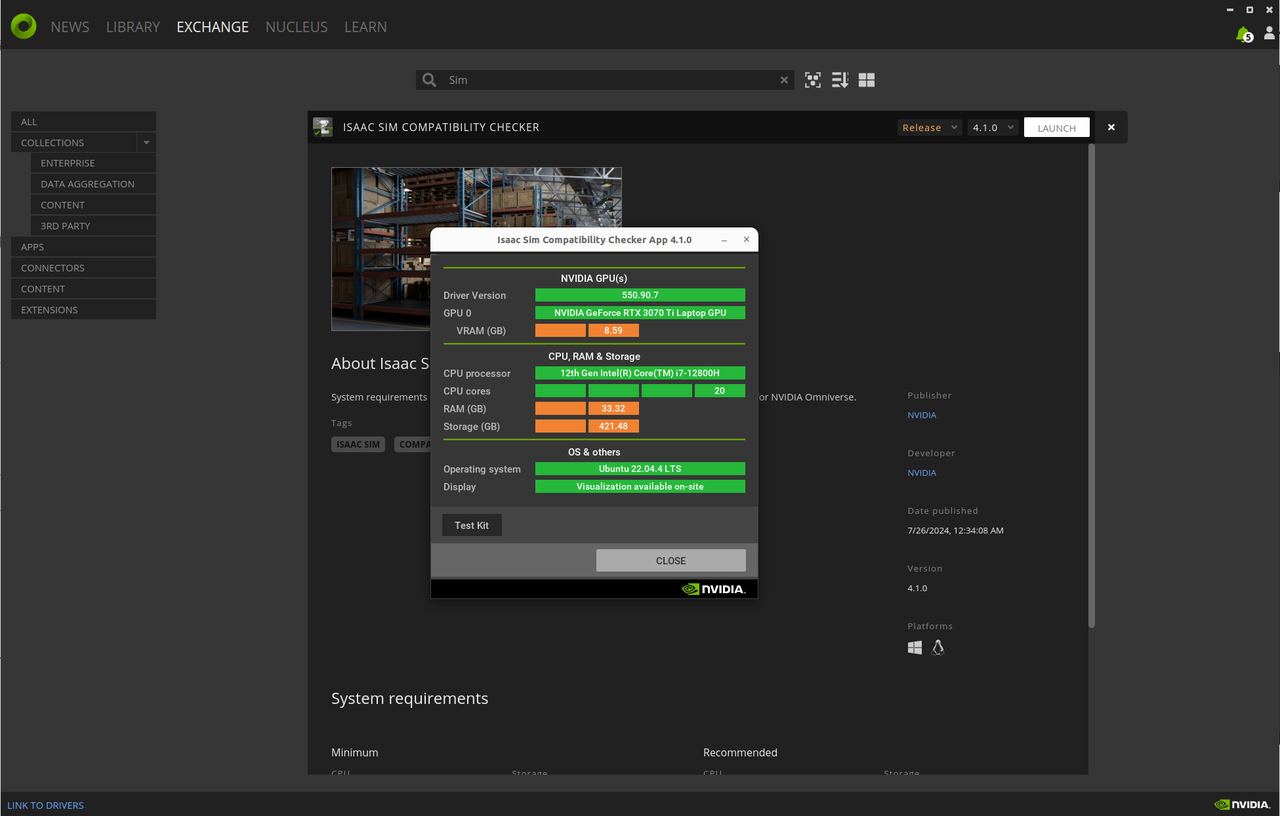 NEWS LIBRARY EXCHANGE NUCLEUS LEARN
5
Sim
ALL
COLLECTIONS
ENTERPRISE
DATA AGGREGATION
CONTENT
3RD PARTY
APPS
CONNECTORS
CONTENT
EXTENSIONS
ISAAC SIM COMPATIBILITY CHECKER
Release 4.1.0 LAUNCH
About Isaac S
System requirements
or NVIDIA Omniverse.
Tags
ISAAC SIM COMPA
Isaac Sim Compatibility Checker App 4.1.0
NVIDIA GPU(s)
Driver Version 550.90.7
GPU 0 NVIDIA GeForce RTX 3070 Ti Laptop GPU
VRAM (GB) 8.59
CPU, RAM & Storage
CPU processor 12th Gen Intel(R) Core(TM) i7-12800H
CPU cores 20
RAM (GB) 33.32
Storage (GB) 421.48
OS & others
Operating system Ubuntu 22.04.4 LTS
Display Visualization available on-site
Test Kit
CLOSE
NVIDIA.
Publisher
NVIDIA
Developer
NVIDIA
Date published
7/26/2024, 12:34:08 AM
Version
4.1.0
Platforms
System requirements
Minimum Recommended
CPU Storage CPU Storage
LINK TO DRIVERS
NVIDIA.